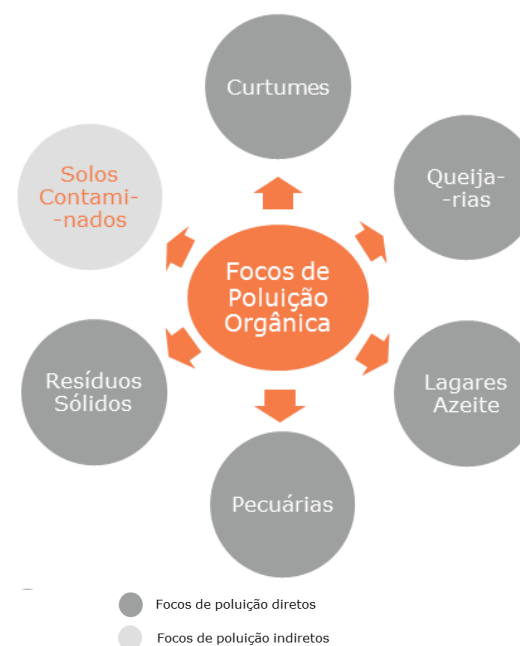 Curtumes
Solos
Contami-
-nados
Queija-
-rias
Focos de
Poluição
Orgânica
Resíduos
Sólidos
Lagares
Azeite
Pecuárias
Focos de poluição diretos
Focos de poluição indiretos